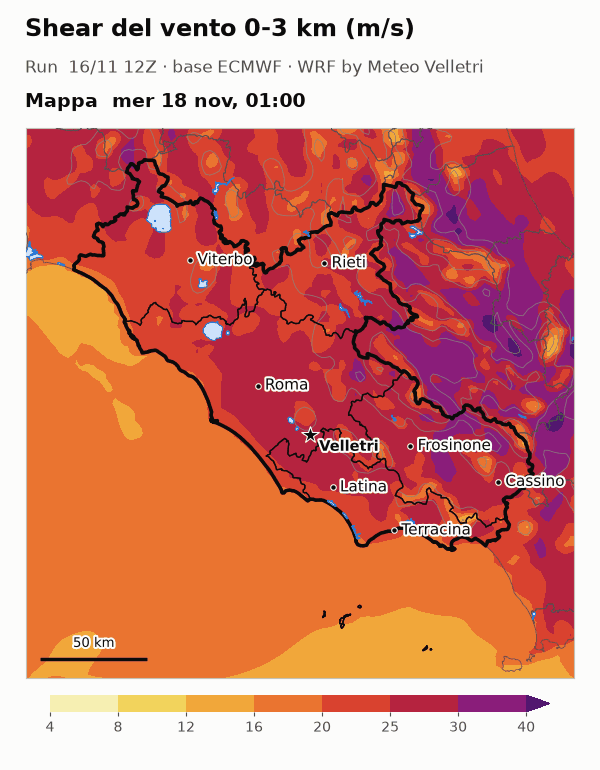 Shear del vento 0-3 km (m/s)
Run  16/11 12Z · base ECMWF · WRF by Meteo Velletri
Mappa  mer 18 nov, 01:00
Viterbo
Rieti
Roma
Velletri
Frosinone
Latina
Cassino
Terracina
50 km
4 8 12 16 20 25 30 40